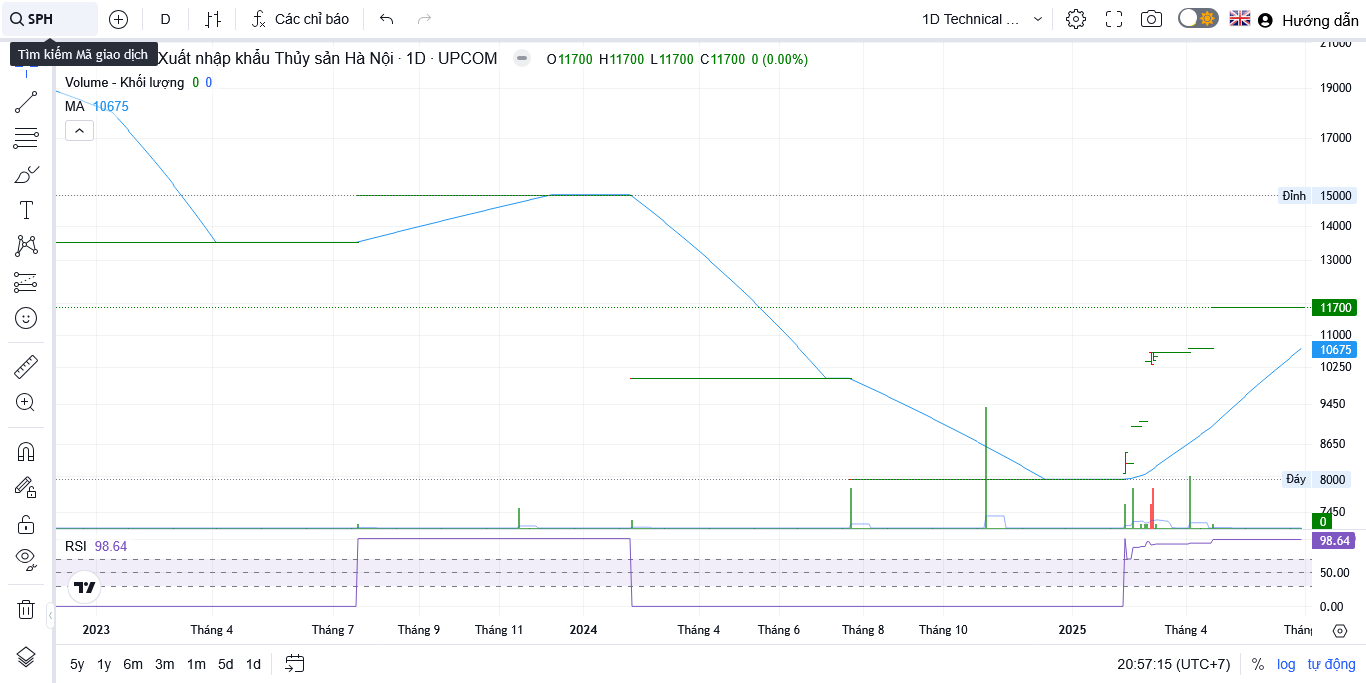 SPH
D
Các chỉ báo
1D Technical ...
Hướng dẫn
Tìm kiếm Mã giao dịch
Xuất nhập khẩu Thủy sản Hà Nội · 1D · UPCOM
O11700 H11700 L11700 C11700 0 (0.00%)
Volume - Khối lượng 0 0
MA 10675
21000
19000
17000
Đỉnh 15000
14000
13000
11700
11000
10675
10250
9450
8650
Đáy 8000
7450
0
RSI 98.64
98.64
50.00
0.00
2023 Tháng 4 Tháng 7 Tháng 9 Tháng 11 2024 Tháng 4 Tháng 6 Tháng 8 Tháng 10 2025 Tháng 4
5y 1y 6m 3m 1m 5d 1d
20:57:15 (UTC+7) % log tự động